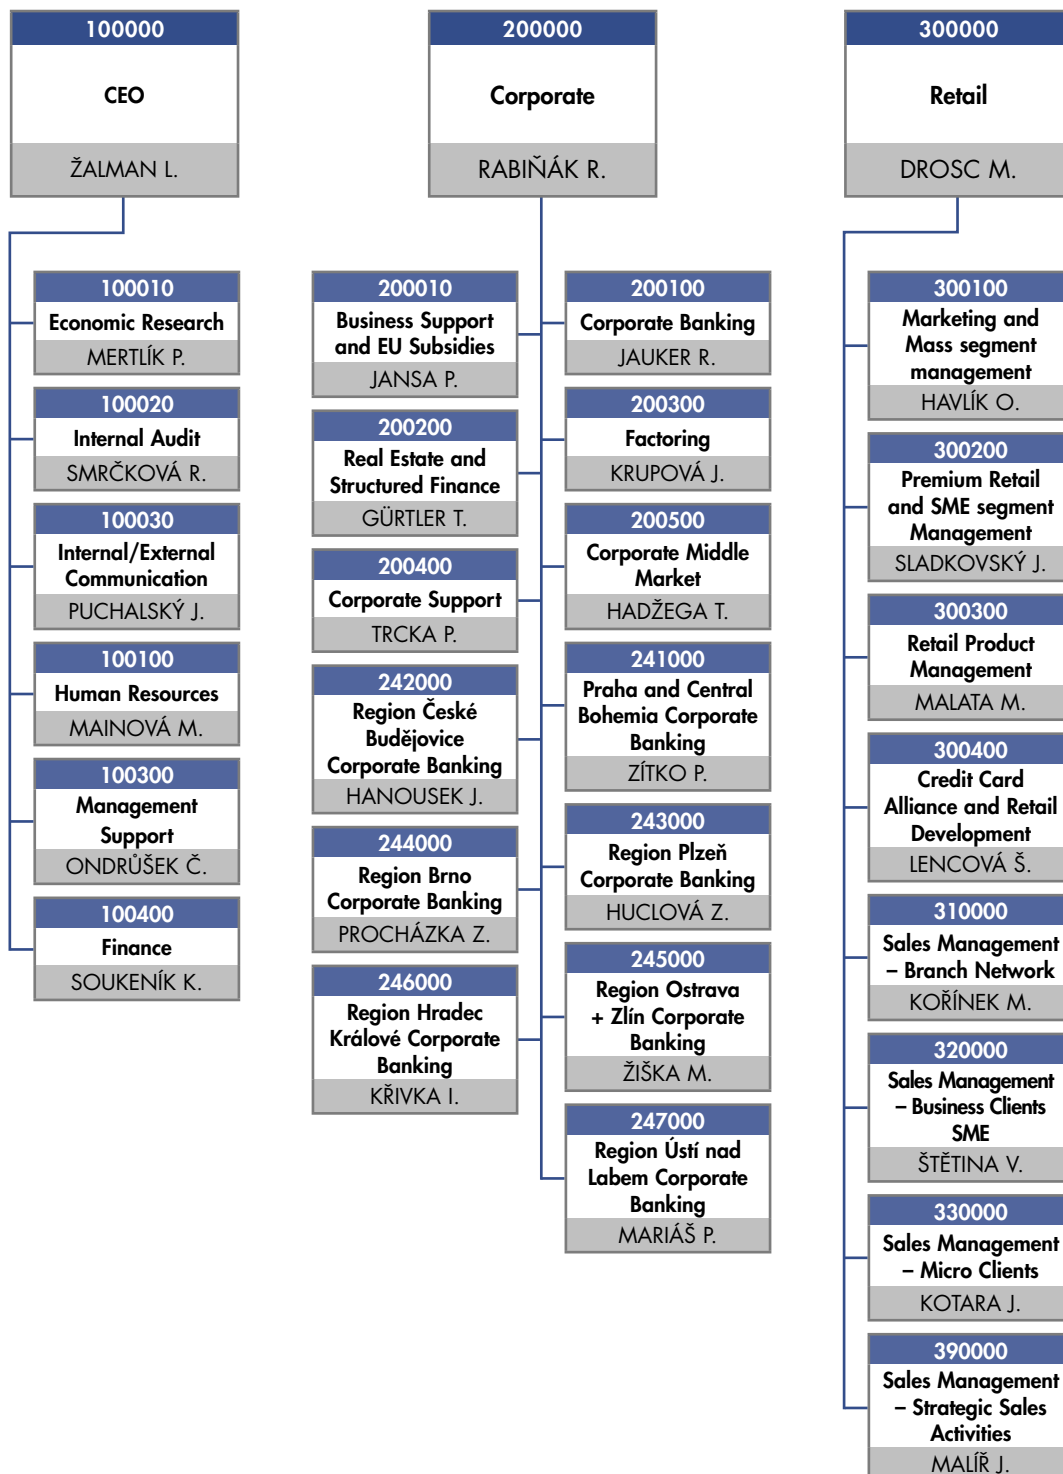 100000
CEO
ŽALMAN L.
100010
Economic Research
MERTLÍK P.
100020
Internal Audit
SMRČKOVÁ R.
100030
Internal/External
Communication
PUCHALSKÝ J.
100100
Human Resources
MAINOVÁ M.
100300
Management
Support
ONDRŮŠEK Č.
100400
Finance
SOUKENÍK K.
200000
Corporate
RABIŇÁK R.
200010
Business Support
and EU Subsidies
JANSA P.
200200
Real Estate and
Structured Finance
GÜRTLER T.
200400
Corporate Support
TRCKA P.
242000
Region České
Budějovice
Corporate Banking
HANOUSEK J.
244000
Region Brno
Corporate Banking
PROCHÁZKA Z.
246000
Region Hradec
Králové Corporate
Banking
KŘIVKA I.
200100
Corporate Banking
JAUKER R.
200300
Factoring
KRUPOVÁ J.
200500
Corporate Middle
Market
HADŽEGA T.
241000
Praha and Central
Bohemia Corporate
Banking
ZÍTKO P.
243000
Region Plzeň
Corporate Banking
HUCLOVÁ Z.
245000
Region Ostrava
+ Zlín Corporate
Banking
ŽIŠKA M.
247000
Region Ústí nad
Labem Corporate
Banking
MARIÁŠ P.
300000
Retail
DROSC M.
300100
Marketing and
Mass segment
management
HAVLÍK O.
300200
Premium Retail
and SME segment
Management
SLADKOVSKÝ J.
300300
Retail Product
Management
MALATA M.
300400
Credit Card
Alliance and Retail
Development
LENCOVÁ Š.
310000
Sales Management
– Branch Network
KOŘÍNEK M.
320000
Sales Management
– Business Clients
SME
ŠTĚTINA V.
330000
Sales Management
– Micro Clients
KOTARA J.
390000
Sales Management
– Strategic Sales
Activities
MALÍŘ J.